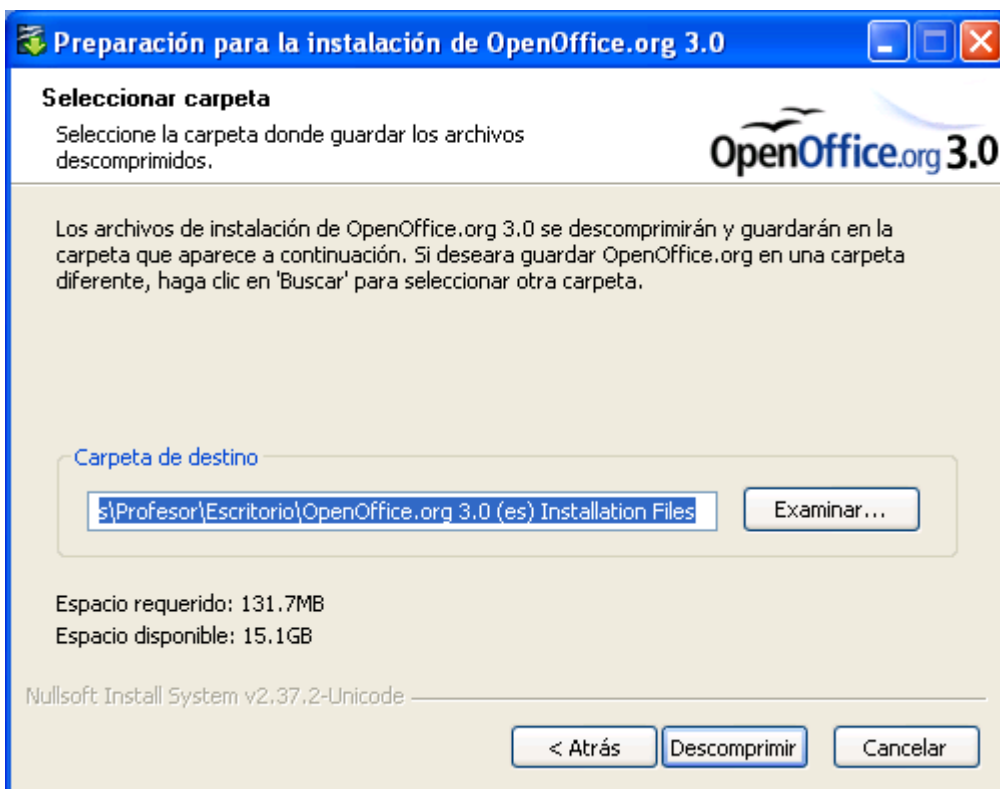 Preparación para la instalación de OpenOffice.org 3.0
Seleccionar carpeta
Seleccione la carpeta donde guardar los archivos
descomprimidos.
OpenOffice.org 3.0
Los archivos de instalación de OpenOffice.org 3.0 se descomprimirán y guardarán en la
carpeta que aparece a continuación. Si deseara guardar OpenOffice.org en una carpeta
diferente, haga clic en 'Buscar' para seleccionar otra carpeta.
Carpeta de destino
s\Profesor\Escritorio\OpenOffice.org 3.0 (es) Installation Files
Examinar...
Espacio requerido: 131.7MB
Espacio disponible: 15.1GB
Nullsoft Install System v2.37.2-Unicode
< Atrás
Descomprimir
Cancelar